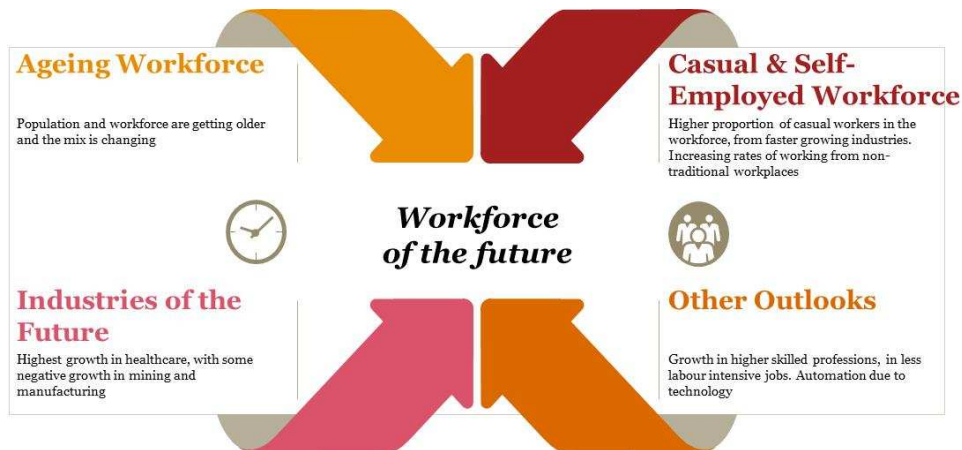 Ageing Workforce
Population and workforce are getting older
and the mix is changing
Casual & Self-
Employed Workforce
Higher proportion of casual workers in the
workforce, from faster growing industries.
Increasing rates of working from non-
traditional workplaces
Workforce
of the future
Industries of the
Future
Highest growth in healthcare, with some
negative growth in mining and
manufacturing
Other Outlooks
Growth in higher skilled professions, in less
labour intensive jobs. Automation due to
technology